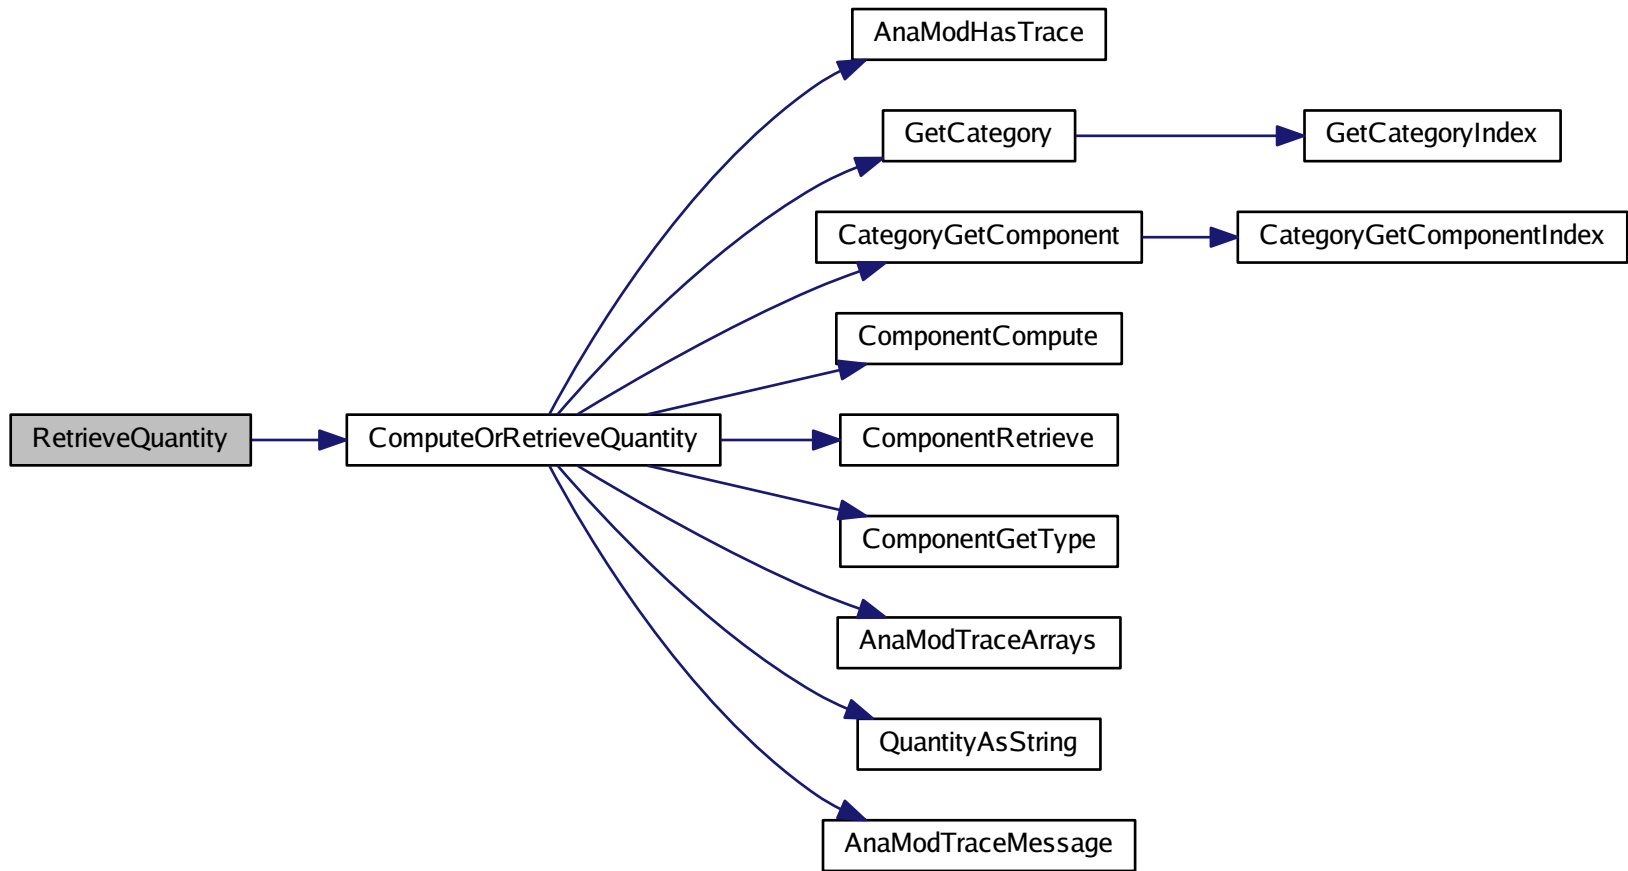 AnaModHasTrace
GetCategory
GetCategoryIndex
CategoryGetComponent
CategoryGetComponentIndex
ComponentCompute
RetrieveQuantity
ComputeOrRetrieveQuantity
ComponentRetrieve
ComponentGetType
AnaModTraceArrays
QuantityAsString
AnaModTraceMessage